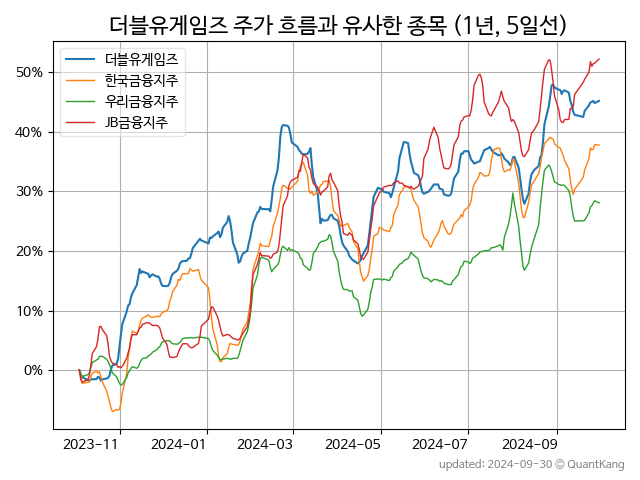 더블유게임즈 주가 흐름과 유사한 종목 (1년, 5일선)
더블유게임즈
한국금융지주
우리금융지주
JB금융지주
50%
40%
30%
20%
10%
0%
2023-11 2024-01 2024-03 2024-05 2024-07 2024-09
updated: 2024-09-30 © QuantKang